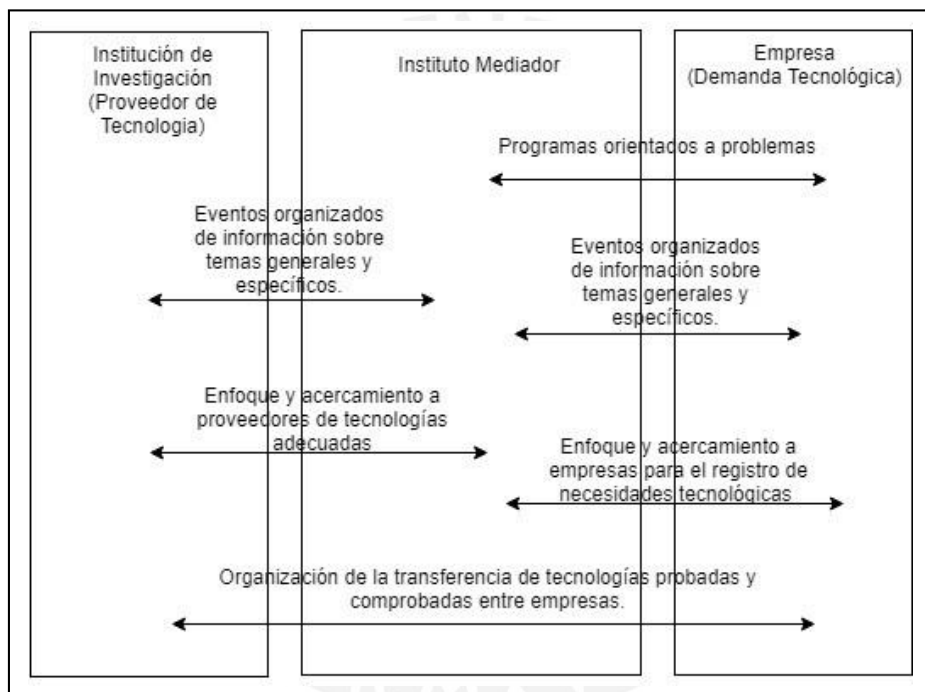 Institución de
Investigación
(Proveedor de
Tecnologia)
Instituto Mediador
Empresa
(Demanda Tecnológica)
Programas orientados a problemas
Eventos organizados
de información sobre
temas generales y
específicos.
Eventos organizados
de información sobre
temas generales y
específicos.
Enfoque y acercamiento a
proveedores de tecnologías
adecuadas
Enfoque y acercamiento a
empresas para el registro de
necesidades tecnológicas
Organización de la transferencia de tecnologías probadas y
comprobadas entre empresas.